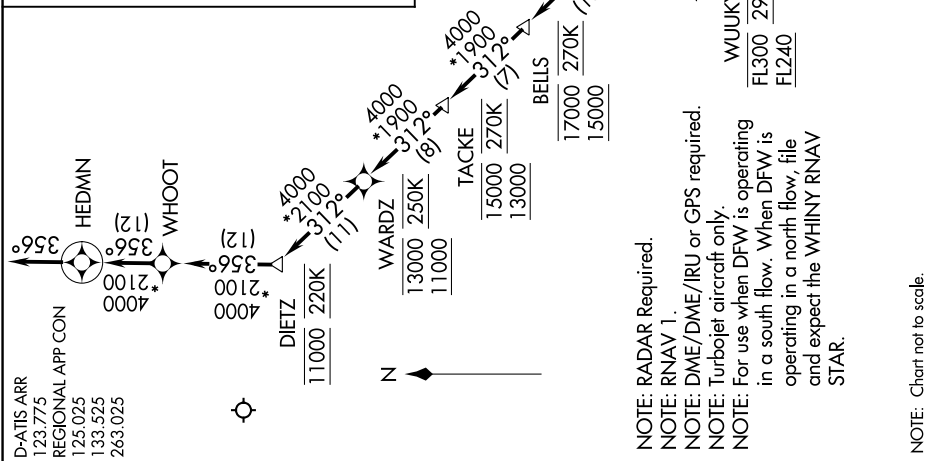 D-ATIS ARR
123.775
REGIONAL APP CON
125.025
133.525
263.025
356°
HEDMN
356°
(12)
4000
*2100
WHOOT
356°
(12)
4000
*2100
DIETZ
11000 220K
4000
*2100
312°
(11)
WARDZ
13000 250K
11000
4000
*1900
312°
(8)
TACKE
15000 270K
13000
4000
*1900
312°
(7)
BELLS
17000 270K
15000
WUUKY
FL300
FL240
N
NOTE: RADAR Required.
NOTE: RNAV 1.
NOTE: DME/DME/IRU or GPS required.
NOTE: Turbojet aircraft only.
NOTE: For use when DFW is operating
in a south flow. When DFW is
operating in a north flow, file
and expect the WHINY RNAV
STAR.
NOTE: Chart not to scale.